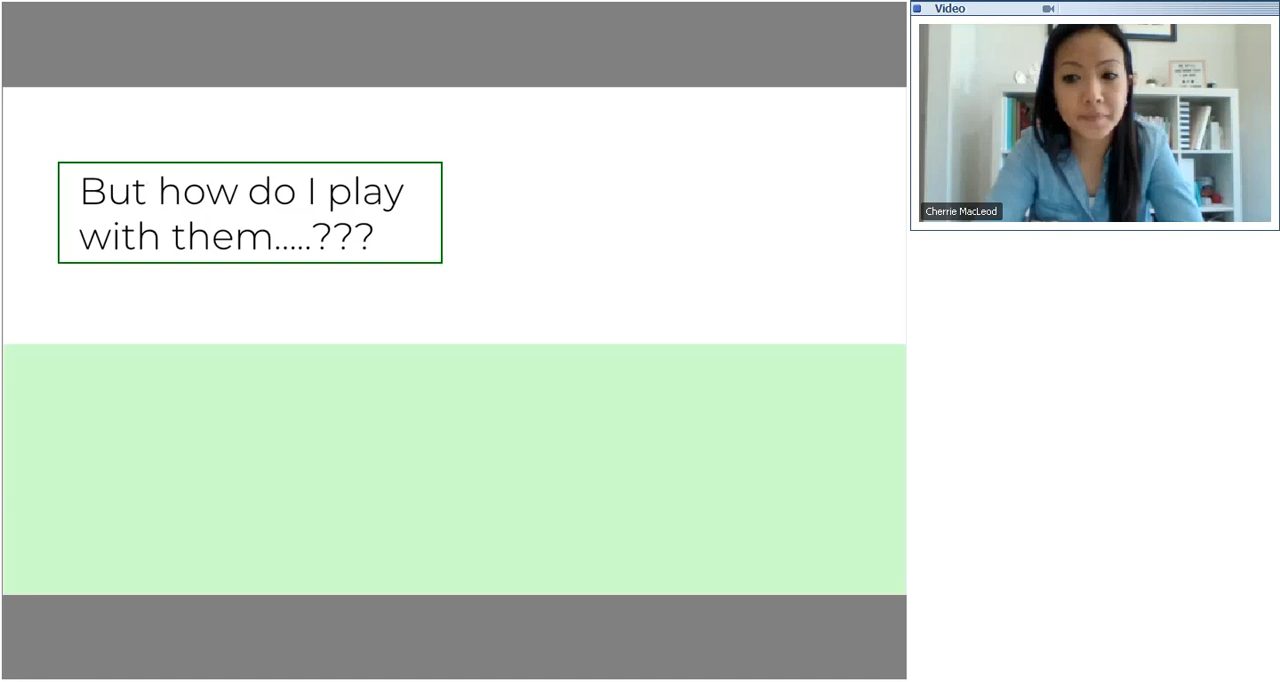 But how do I play
with them.....???
Video
Cherrie MacLeod